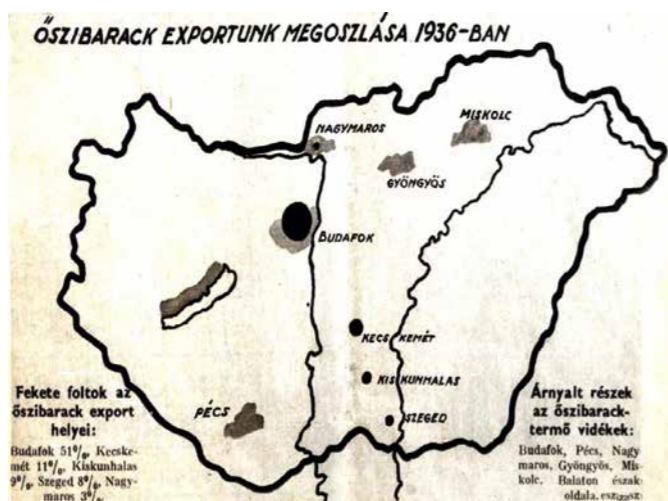 ŐSZIBARACK EXPORTUNK MEGOSZLÁSA 1936-BAN
NAGYMAROS
MISKOLC
GYÖNGYÖS
BUDAFOK
KECSKEMÉT
KISKUNHALAS
SZEGED
PÉCS
Fekete foltok az
őszibarack export
helyei:
Budafok 51%, Kecske-
mét 11%, Kiskunhalas
9%, Szeged 8%, Nagy-
maros 3%.
Árnyalt részek
az őszibarack-
termő vidékek:
Budafok, Pécs, Nagy
maros, Gyöngyös, Mis-
kolc, Balaton észak
oldala,